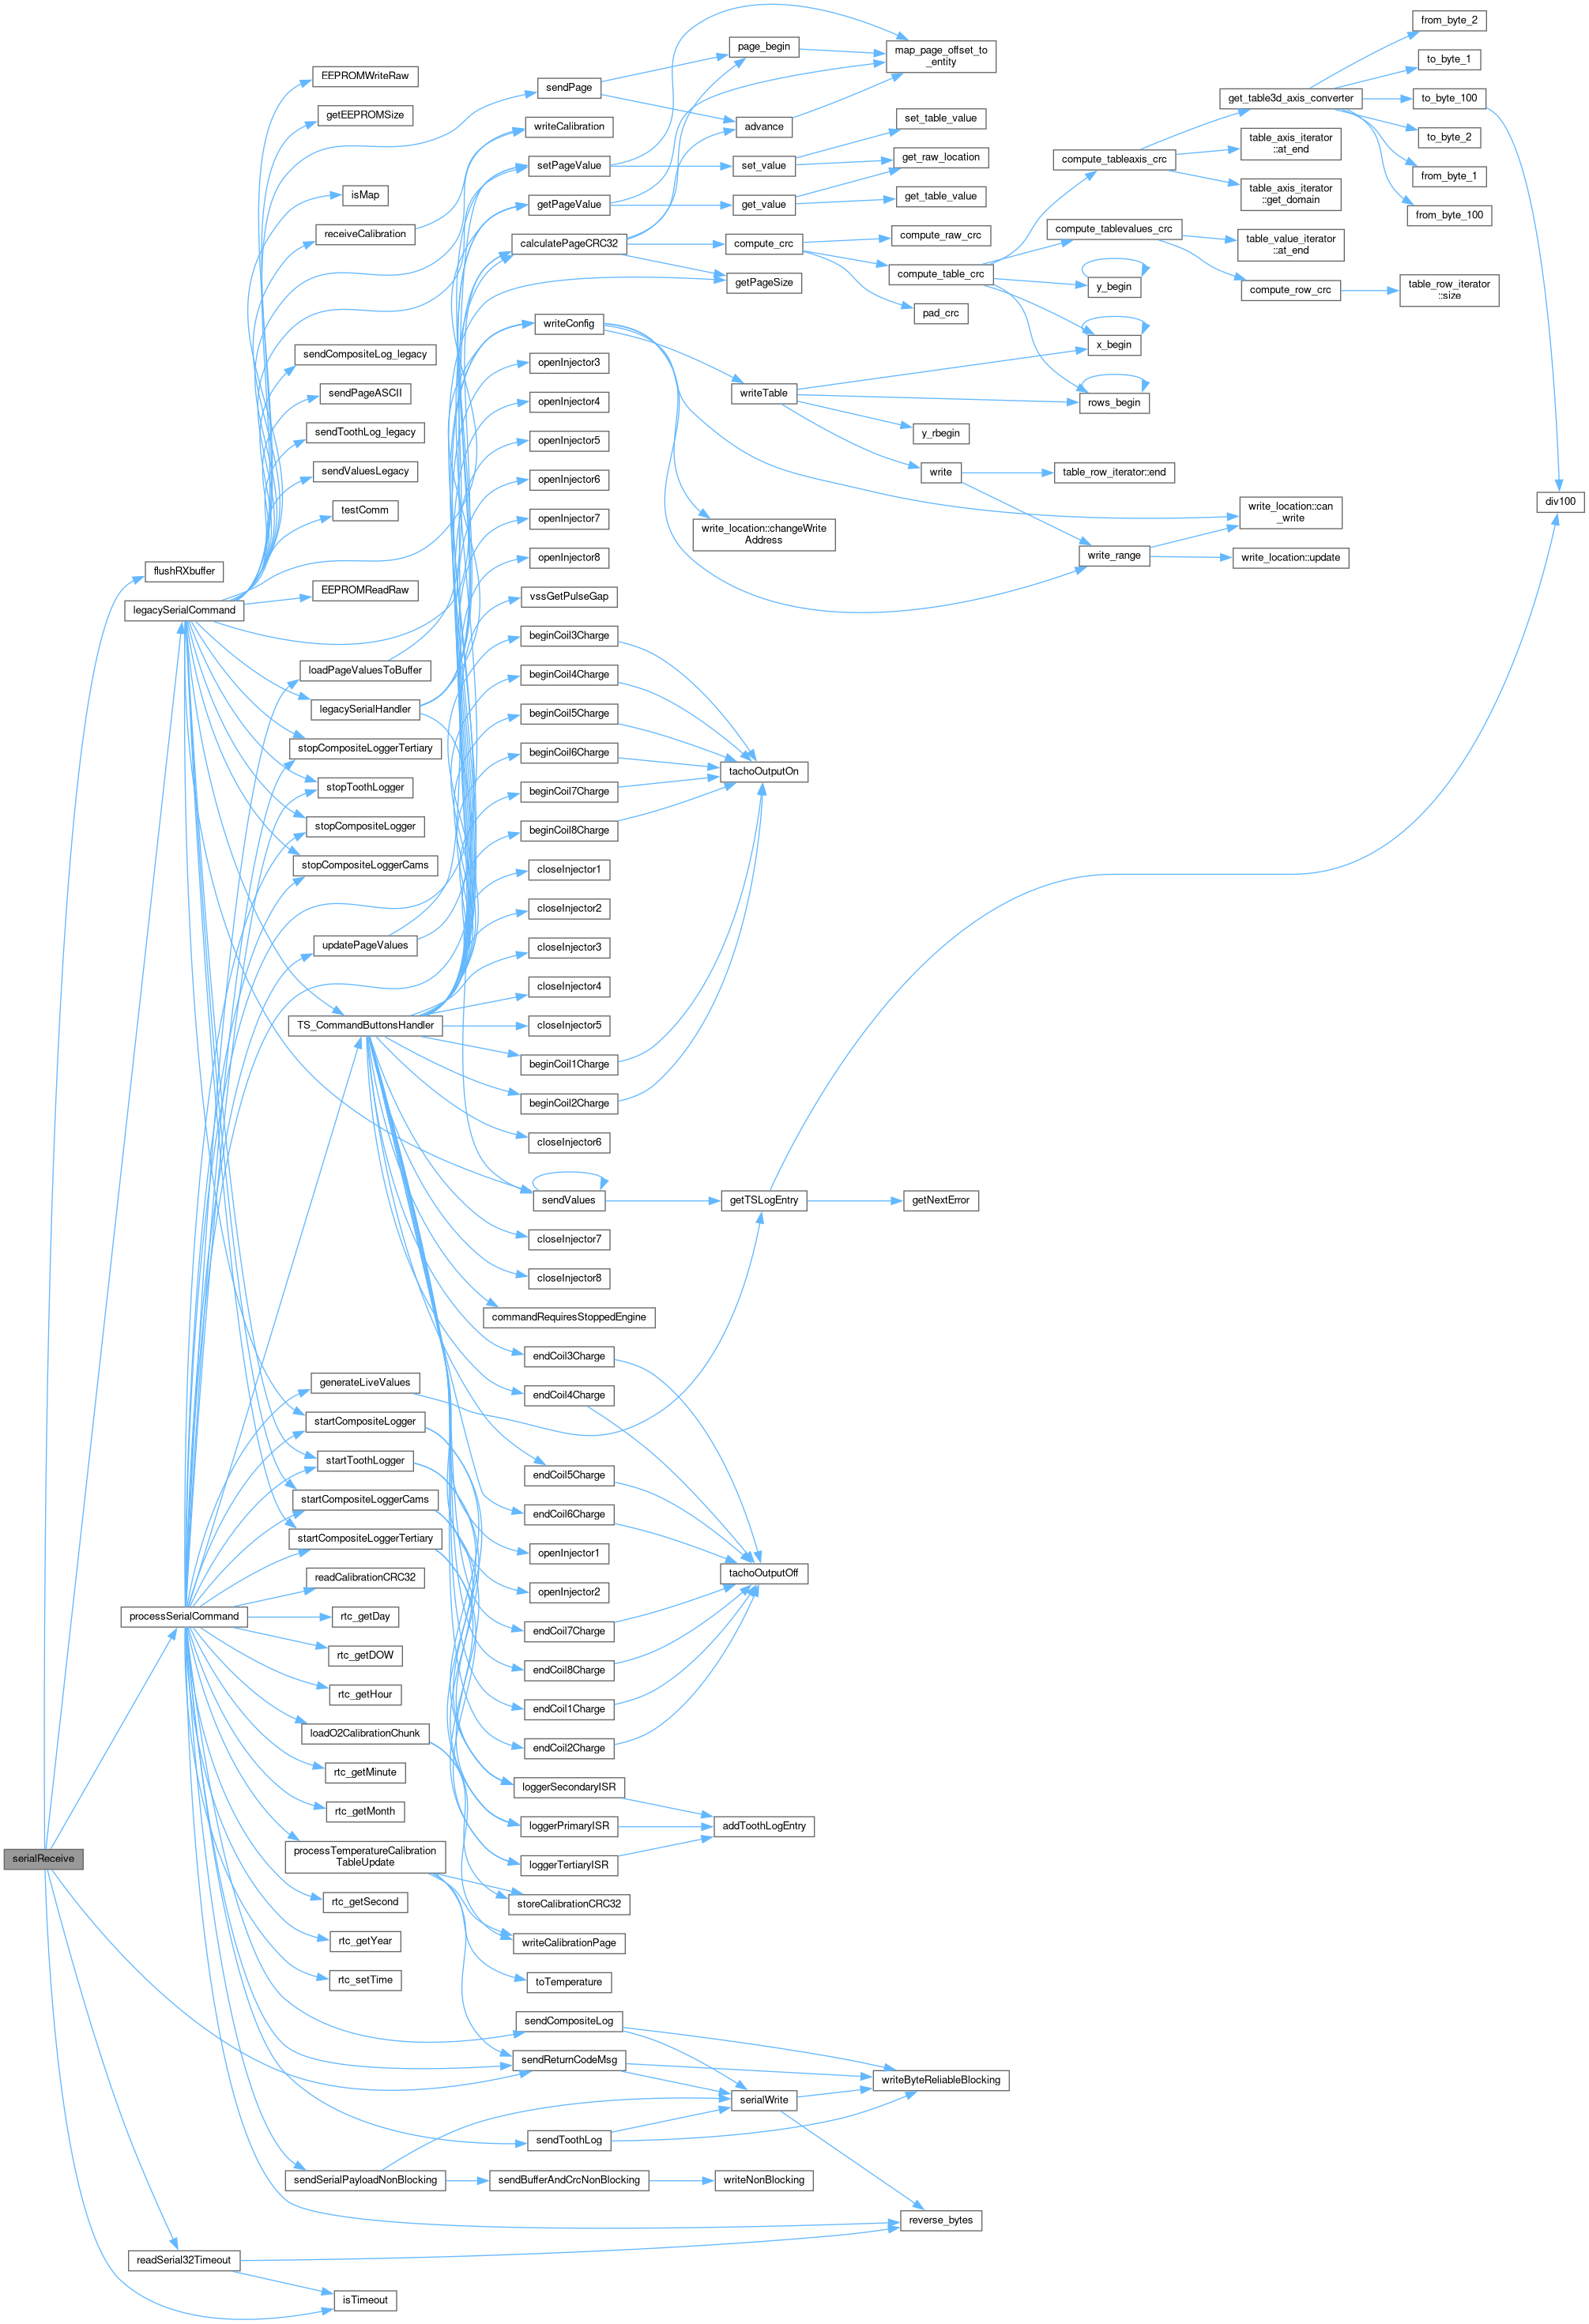 serialReceive
flushRXbuffer
legacySerialCommand
processSerialCommand
readSerial32Timeout
EEPROMWriteRaw
getEEPROMSize
isMap
receiveCalibration
sendCompositeLog_legacy
sendPageASCII
sendToothLog_legacy
sendValuesLegacy
testComm
EEPROMReadRaw
loadPageValuesToBuffer
legacySerialHandler
stopCompositeLoggerTertiary
stopToothLogger
stopCompositeLogger
stopCompositeLoggerCams
updatePageValues
TS_CommandButtonsHandler
generateLiveValues
startCompositeLogger
startToothLogger
startCompositeLoggerCams
startCompositeLoggerTertiary
readCalibrationCRC32
rtc_getDay
rtc_getDOW
rtc_getHour
loadO2CalibrationChunk
rtc_getMinute
rtc_getMonth
processTemperatureCalibration
TableUpdate
rtc_getSecond
rtc_getYear
rtc_setTime
sendSerialPayloadNonBlocking
isTimeout
sendPage
writeCalibration
setPageValue
getPageValue
calculatePageCRC32
writeConfig
openInjector3
openInjector4
openInjector5
openInjector6
openInjector7
openInjector8
vssGetPulseGap
beginCoil3Charge
beginCoil4Charge
beginCoil5Charge
beginCoil6Charge
beginCoil7Charge
beginCoil8Charge
closeInjector1
closeInjector2
closeInjector3
closeInjector4
closeInjector5
beginCoil1Charge
beginCoil2Charge
closeInjector6
sendValues
closeInjector7
closeInjector8
commandRequiresStoppedEngine
endCoil3Charge
endCoil4Charge
endCoil5Charge
endCoil6Charge
openInjector1
openInjector2
endCoil7Charge
endCoil8Charge
endCoil1Charge
endCoil2Charge
loggerSecondaryISR
loggerPrimaryISR
loggerTertiaryISR
storeCalibrationCRC32
writeCalibrationPage
toTemperature
sendCompositeLog
sendReturnCodeMsg
sendToothLog
sendBufferAndCrcNonBlocking
page_begin
advance
set_value
get_value
compute_crc
getPageSize
writeTable
write_location::changeWrite
Address
tachoOutputOn
getTSLogEntry
tachoOutputOff
addToothLogEntry
serialWrite
writeNonBlocking
map_page_offset_to
_entity
set_table_value
get_raw_location
get_table_value
compute_raw_crc
compute_table_crc
pad_crc
y_rbegin
write
getNextError
writeByteReliableBlocking
reverse_bytes
compute_tableaxis_crc
compute_tablevalues_crc
y_begin
x_begin
rows_begin
table_row_iterator::end
write_range
get_table3d_axis_converter
table_axis_iterator
::at_end
table_axis_iterator
::get_domain
table_value_iterator
::at_end
compute_row_crc
write_location::can
_write
write_location::update
from_byte_2
to_byte_1
to_byte_100
to_byte_2
from_byte_1
from_byte_100
table_row_iterator
::size
div100